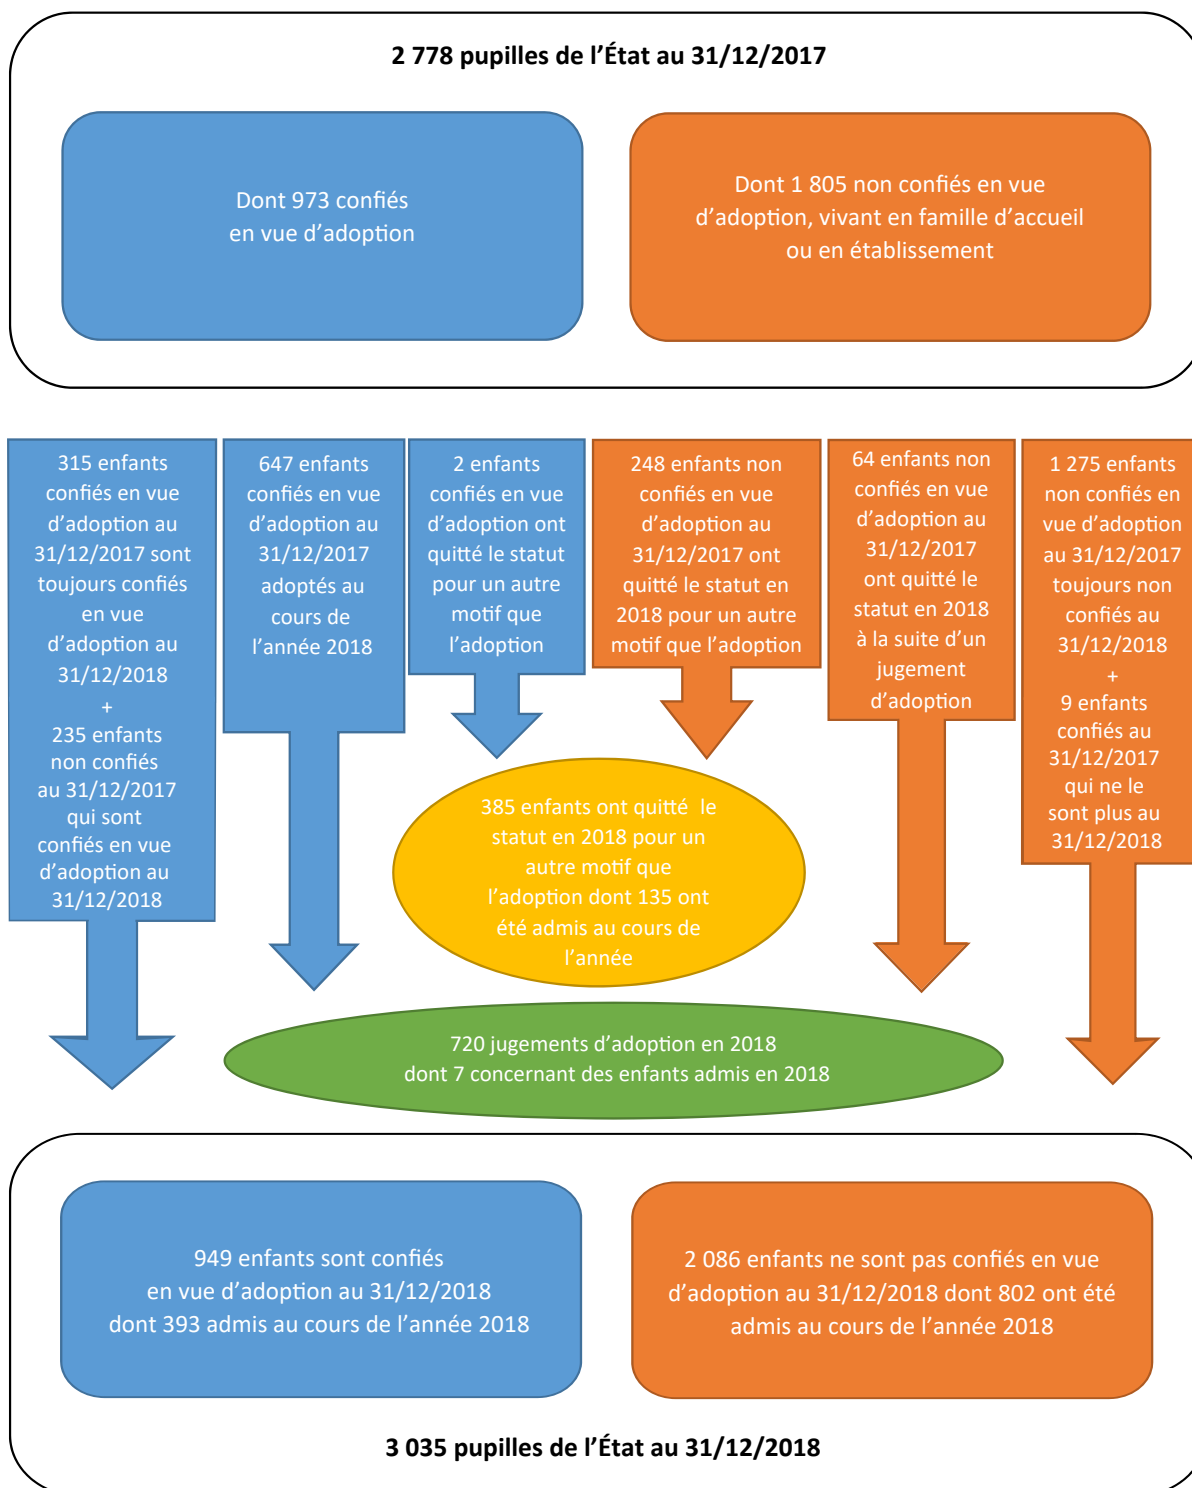 2 778 pupilles de l’État au 31/12/2017
Dont 973 confiés
en vue d’adoption
Dont 1 805 non confiés en vue
d’adoption, vivant en famille d’accueil
ou en établissement
315 enfants
confiés en vue
d’adoption au
31/12/2017 sont
toujours confiés
en vue
d’adoption au
31/12/2018
+
235 enfants
non confiés
au 31/12/2017
qui sont
confiés en vue
d’adoption au
31/12/2018
647 enfants
confiés en vue
d’adoption au
31/12/2017
adoptés au
cours de
l’année 2018
2 enfants
confiés en vue
d’adoption ont
quitté le statut
pour un autre
motif que
l’adoption
248 enfants non
confiés en vue
d’adoption au
31/12/2017 ont
quitté le statut en
2018 pour un autre
motif que l’adoption
64 enfants non
confiés en vue
d’adoption au
31/12/2017
ont quitté le
statut en 2018
à la suite d’un
jugement
d’adoption
1 275 enfants
non confiés en
vue d’adoption
au 31/12/2017
toujours non
confiés au
31/12/2018
+
9 enfants
confiés au
31/12/2017
qui ne le
sont plus au
31/12/2018
385 enfants ont quitté le
statut en 2018 pour un
autre motif que
l’adoption dont 135 ont
été admis au cours de
l’année
720 jugements d’adoption en 2018
dont 7 concernant des enfants admis en 2018
949 enfants sont confiés
en vue d’adoption au 31/12/2018
dont 393 admis au cours de l’année 2018
2 086 enfants ne sont pas confiés en vue
d’adoption au 31/12/2018 dont 802 ont été
admis au cours de l’année 2018
3 035 pupilles de l’État au 31/12/2018